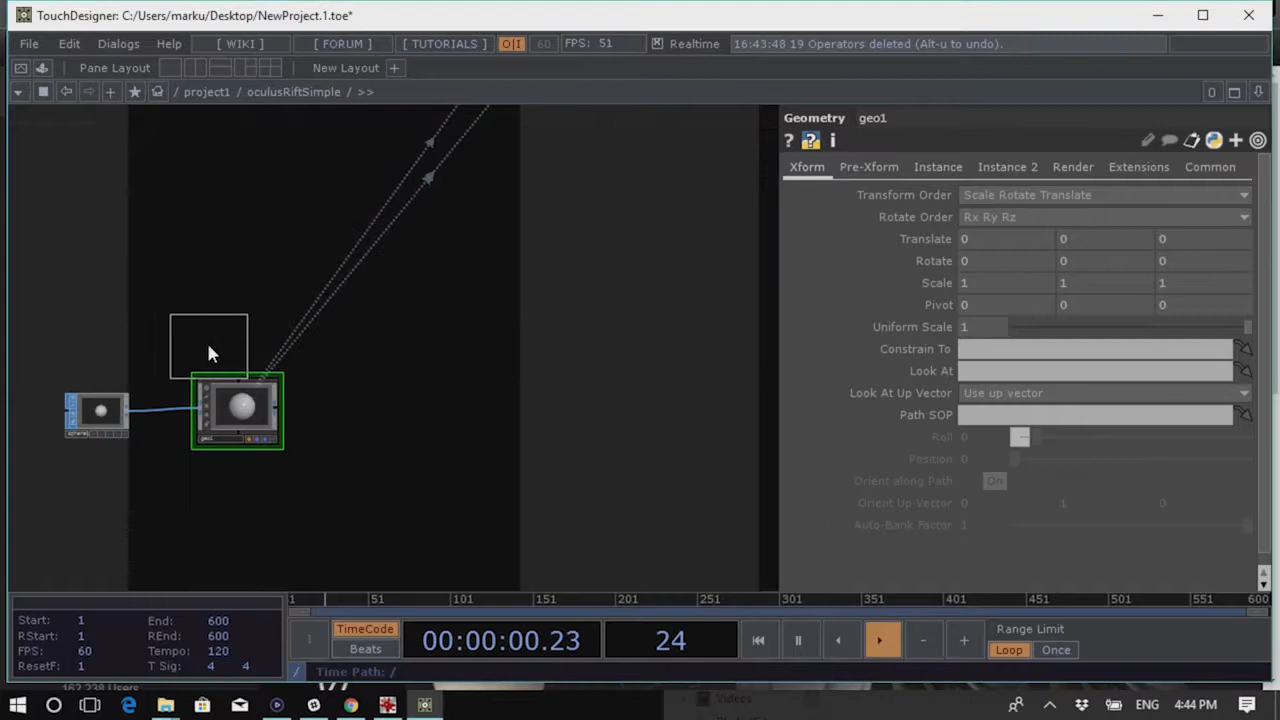 TouchDesigner: C:/Users/marku/Desktop/NewProject.1.toe*
File Edit Dialogs Help [ WIKI ] [ FORUM ] [ TUTORIALS ] O|I 60 FPS: 51 Realtime 16:43:48 19 Operators deleted (Alt-u to undo).
Pane Layout New Layout +
/ project1 / oculusRiftSimple / >> 0
Geometry geo1
? ? i
Xform Pre-Xform Instance Instance 2 Render Extensions Common
Transform Order Scale Rotate Translate
Rotate Order Rx Ry Rz
Translate 0 0 0
Rotate 0 0 0
Scale 1 1 1
Pivot 0 0 0
Uniform Scale 1
Constrain To
Look At
Look At Up Vector Use up vector
Path SOP
Roll 0
Position 0
Orient along Path On
Orient Up Vector 0 1 0
Auto-Bank Factor 1
geo1
1 51 101 151 201 251 301 351 401 451 501 551 600
Start: 1 End: 600
RStart: 1 REnd: 600
FPS: 60 Tempo: 120
ResetF: 1 T Sig: 4 4
1 TimeCode 00:00:00.23 24 - + Range Limit
Beats Loop Once
/ Time Path: /
162,238 Users
Videos
4:44 PM